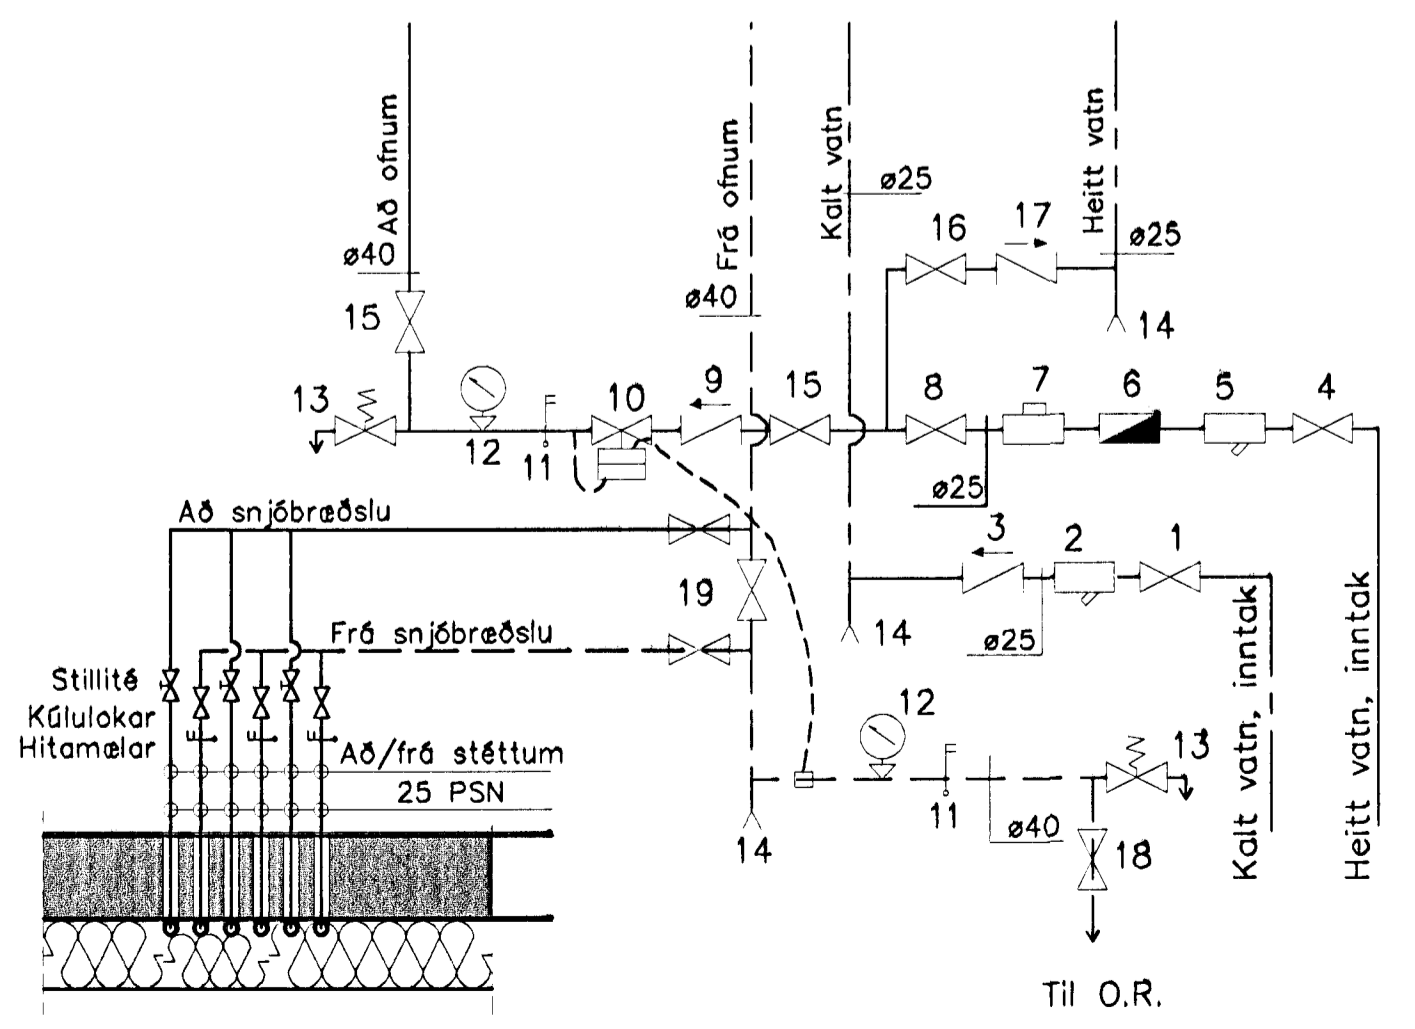 Að ofnum
ø40
15
Frá ofnum
ø40
Kalt vatn
ø25
Heitt vatn
ø25
16
17
14
13
12
11
10
9
15
8
7
6
5
4
ø25
Að snjóbræðslu
3
2
1
ø25
14
19
Frá snjóbræðslu
Stillité
Kúlulokar
Hitamælar
Að/frá stéttum
25 PSN
12
11
13
ø40
14
18
Kalt vatn, inntak
Heitt vatn, inntak
Til O.R.